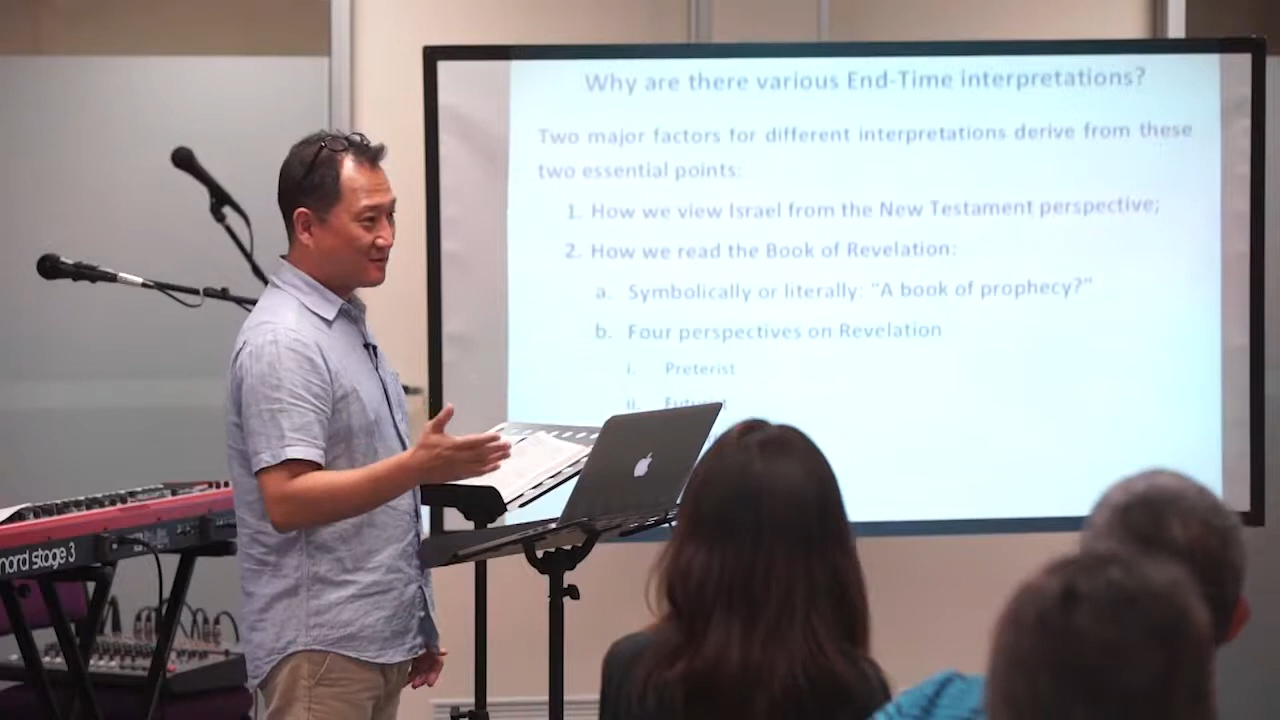 Why are there various End-Time interpretations?
Two major factors for different interpretations derive from these
two essential points:
1. How we view Israel from the New Testament perspective;
2. How we read the Book of Revelation:
a. Symbolically or literally: “A book of prophecy?”
b. Four perspectives on Revelation
i. Preterist
ii. Futurist
nord stage 3